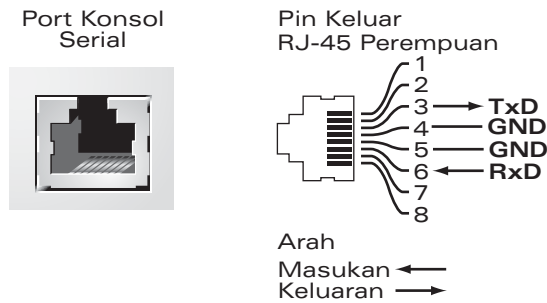 Port Konsol
Serial
Pin Keluar
RJ-45 Perempuan
1
2
3 TxD
4 GND
5 GND
6 RxD
7
8
Arah
Masukan
Keluaran